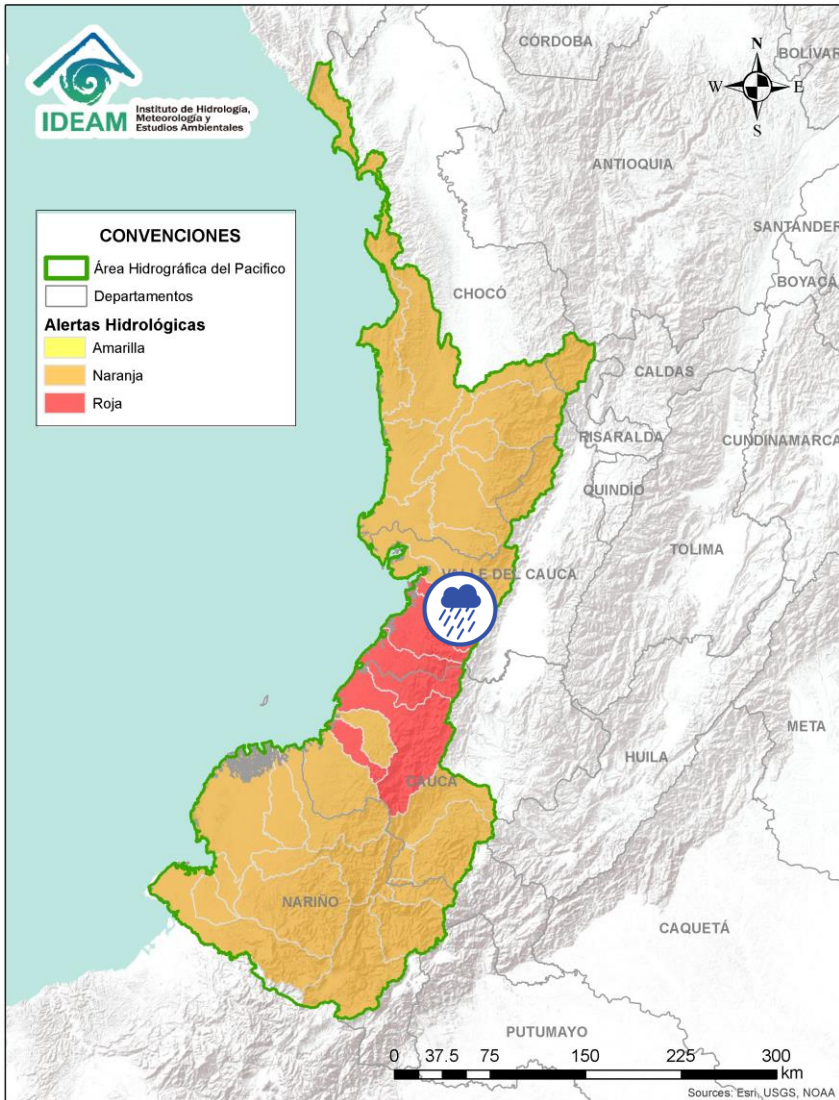 IDEAM
Instituto de Hidrología,
Meteorología y
Estudios Ambientales
CÓRDOBA
BOLÍVAR
N
W
E
S
ANTIOQUIA
SANTANDER
BOYACÁ
CONVENCIONES
Área Hidrográfica del Pacifico
Departamentos
Alertas Hidrológicas
Amarilla
Naranja
Roja
CHOCÓ
CALDAS
RISARALDA
CUNDINAMARCA
QUINDÍO
TOLIMA
VALLE DEL CAUCA
META
HUILA
CAUCA
NARIÑO
CAQUETÁ
PUTUMAYO
0 37.5 75 150 225 300
km
Sources: Esri, USGS, NOAA